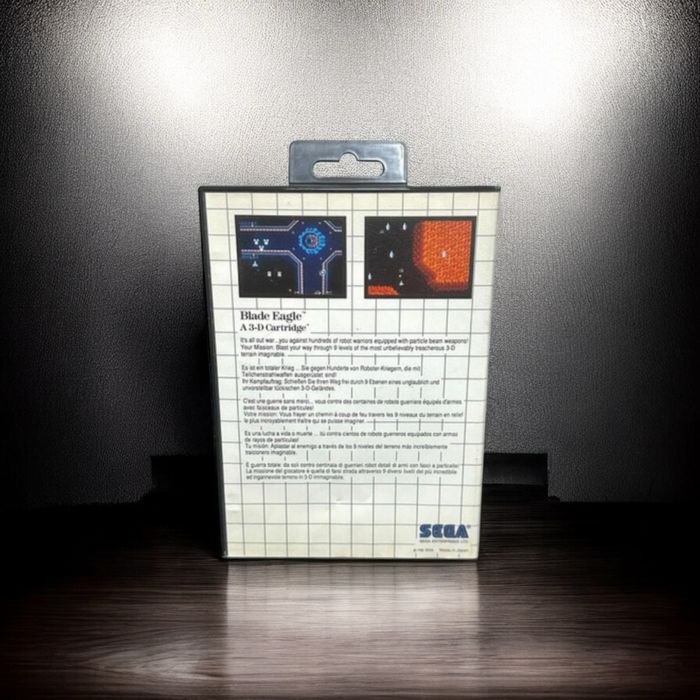 Blade Eagle™
A 3-D Cartridge™
It's all out war...you against hundreds of robot warriors equipped with particle beam weapons!
Your Mission: Blast your way through 9 levels of the most unbelievably treacherous 3-D
terrain imaginable.
Es ist ein totaler Krieg ... Sie gegen Hunderte von Roboter-Kriegern, die mit
Teilchenstrahlwaffen ausgerüstet sind!
Ihr Kampfauftrag: Schießen Sie Ihren Weg frei durch 9 Ebenen eines unglaublich und
unvorstellbar tückischen 3-D-Geländes.
C'est une guerre sans merci... vous contre des centaines de robots guerriers équipés d'armes
avec faisceaux de particules!
Votre mission: Vous frayer un chemin à coup de feu travers les 9 niveaux du terrain en relief
le plus incroyablement traître qui se puisse imaginer.
Es una lucha a vida o muerte ... tú contra cientos de robots guerreros equipados con armas
de rayos de partículas!
Tu misión: Aplastar al enemigo a través de los 9 niveles del terreno más increíblemente
traicionero imaginable.
È guerra totale: da soli contro centinaia di guerrieri robot dotati di armi con fasci a particelle!
La missione del giocatore è quella di farsi strada attraverso 9 diversi livelli del più incredibile
ed ingannevole terreno in 3-D immaginabile.
SEGA®
SEGA ENTERPRISES LTD.
Made in Japan